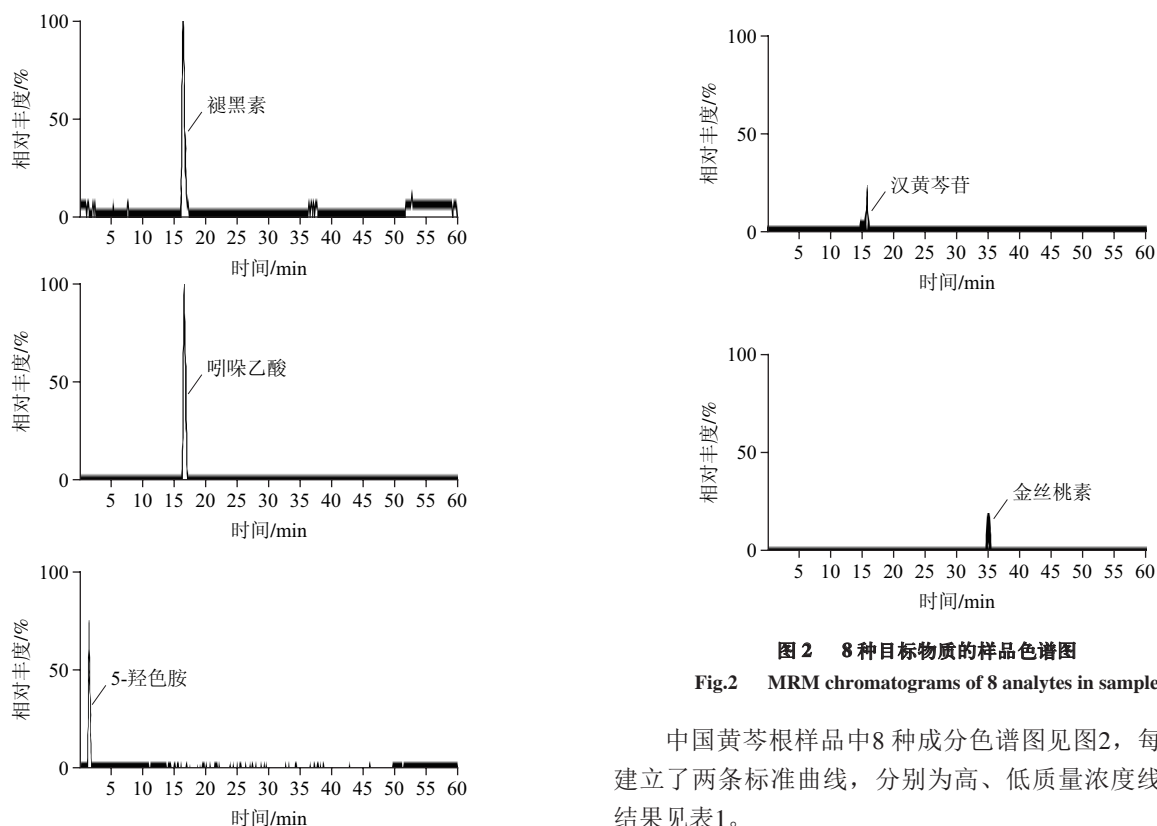 100
50
0
相对丰度/%
褪黑素
5 10 15 20 25 30 35 40 45 50 55 60
时间/min
100
50
0
相对丰度/%
吲哚乙酸
5 10 15 20 25 30 35 40 45 50 55 60
时间/min
100
50
0
相对丰度/%
5-羟色胺
5 10 15 20 25 30 35 40 45 50 55 60
时间/min
100
50
0
相对丰度/%
汉黄芩苷
5 10 15 20 25 30 35 40 45 50 55 60
时间/min
100
50
0
相对丰度/%
金丝桃素
5 10 15 20 25 30 35 40 45 50 55 60
时间/min
图 2 8 种目标物质的样品色谱图
Fig.2 MRM chromatograms of 8 analytes in sample
中国黄芩根样品中8 种成分色谱图见图2，每
建立了两条标准曲线，分别为高、低质量浓度线
结果见表1。